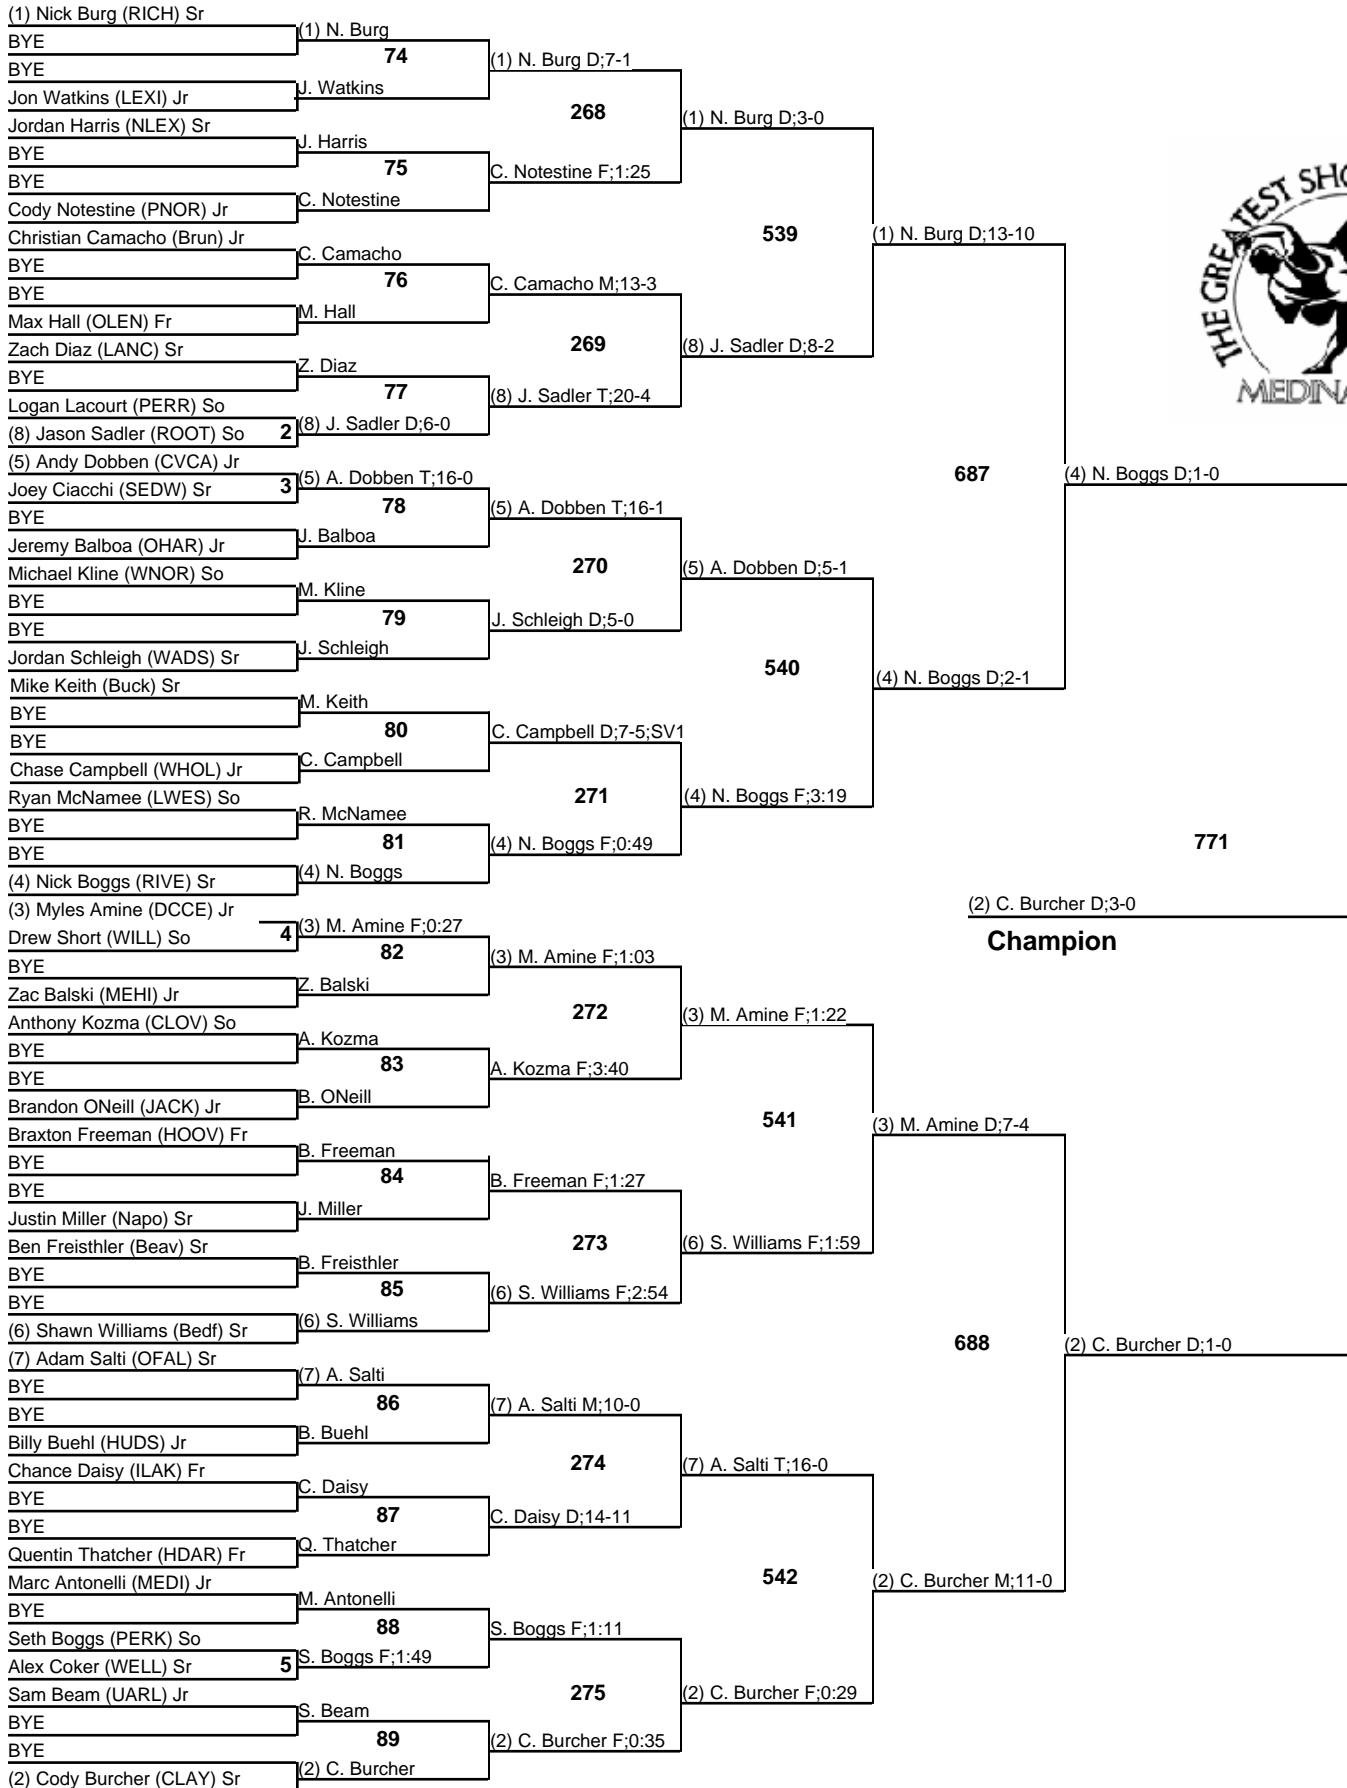 (1) Nick Burg (RICH) Sr
BYE
BYE
Jon Watkins (LEXI) Jr
Jordan Harris (NLEX) Sr
BYE
BYE
Cody Notestine (PNOR) Jr
Christian Camacho (Brun) Jr
BYE
BYE
Max Hall (OLEN) Fr
Zach Diaz (LANC) Sr
BYE
Logan Lacourt (PERR) So
(8) Jason Sadler (ROOT) So 2
(5) Andy Dobben (CVCA) Jr
Joey Ciacchi (SEDW) Sr 3
BYE
Jeremy Balboa (OHAR) Jr
Michael Kline (WNOR) So
BYE
BYE
Jordan Schleigh (WADS) Sr
Mike Keith (Buck) Sr
BYE
BYE
Chase Campbell (WHOL) Jr
Ryan McNamee (LWES) So
BYE
BYE
(4) Nick Boggs (RIVE) Sr
(3) Myles Amine (DCCE) Jr
Drew Short (WILL) So 4
BYE
Zac Balski (MEHI) Jr
Anthony Kozma (CLOV) So
BYE
BYE
Brandon ONeill (JACK) Jr
Braxton Freeman (HOOV) Fr
BYE
BYE
Justin Miller (Napo) Sr
Ben Freisthler (Beav) Sr
BYE
BYE
(6) Shawn Williams (Bedf) Sr
(7) Adam Salti (OFAL) Sr
BYE
BYE
Billy Buehl (HUDS) Jr
Chance Daisy (ILAK) Fr
BYE
BYE
Quentin Thatcher (HDAR) Fr
Marc Antonelli (MEDI) Jr
BYE
Seth Boggs (PERK) So
Alex Coker (WELL) Sr 5
Sam Beam (UARL) Jr
BYE
BYE
(2) Cody Burcher (CLAY) Sr
(1) N. Burg
74
J. Watkins
J. Harris
75
C. Notestine
C. Camacho
76
M. Hall
Z. Diaz
77
(8) J. Sadler D;6-0
(5) A. Dobben T;16-0
78
J. Balboa
M. Kline
79
J. Schleigh
M. Keith
80
C. Campbell
R. McNamee
81
(4) N. Boggs
(3) M. Amine F;0:27
82
Z. Balski
A. Kozma
83
B. ONeill
B. Freeman
84
J. Miller
B. Freisthler
85
(6) S. Williams
(7) A. Salti
86
B. Buehl
C. Daisy
87
Q. Thatcher
M. Antonelli
88
S. Boggs F;1:49
S. Beam
89
(2) C. Burcher
(1) N. Burg D;7-1
268
C. Notestine F;1:25
C. Camacho M;13-3
269
(8) J. Sadler T;20-4
(5) A. Dobben T;16-1
270
J. Schleigh D;5-0
C. Campbell D;7-5;SV1
271
(4) N. Boggs F;0:49
(3) M. Amine F;1:03
272
A. Kozma F;3:40
B. Freeman F;1:27
273
(6) S. Williams F;2:54
(7) A. Salti M;10-0
274
C. Daisy D;14-11
S. Boggs F;1:11
275
(2) C. Burcher F;0:35
(1) N. Burg D;3-0
539
(8) J. Sadler D;8-2
(5) A. Dobben D;5-1
540
(4) N. Boggs F;3:19
(3) M. Amine F;1:22
541
(6) S. Williams F;1:59
(7) A. Salti T;16-0
542
(2) C. Burcher F;0:29
(1) N. Burg D;13-10
687
(4) N. Boggs D;2-1
(3) M. Amine D;7-4
688
(2) C. Burcher M;11-0
(4) N. Boggs D;1-0
771
(2) C. Burcher D;1-0
(2) C. Burcher D;3-0
Champion
THE GREATEST SHO
MEDINA